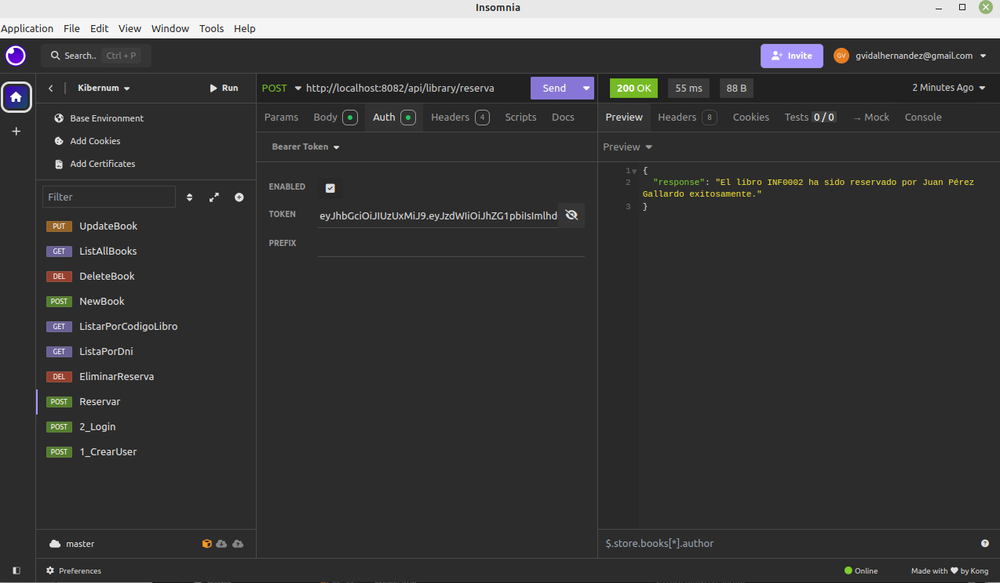 Insomnia
Application File Edit View Window Tools Help
Search.. Ctrl + P
Invite
GV gvidalhernandez@gmail.com
Kibernum
Run
POST http://localhost:8082/api/library/reserva
Send
200 OK
55 ms
88 B
2 Minutes Ago
Base Environment
Add Cookies
Add Certificates
Params Body Auth Headers 4 Scripts Docs
Preview Headers 8 Cookies Tests 0 / 0 → Mock Console
Bearer Token
Preview
Filter
ENABLED
TOKEN eyJhbGciOiJIUzUxMiJ9.eyJzdWIiOiJhZG1pbiIsImlhd
PREFIX
1 {
2 "response": "El libro INF0002 ha sido reservado por Juan Pérez
Gallardo exitosamente."
3 }
PUT UpdateBook
GET ListAllBooks
DEL DeleteBook
POST NewBook
GET ListarPorCodigoLibro
GET ListaPorDni
DEL EliminarReserva
POST Reservar
POST 2_Login
POST 1_CrearUser
master
$.store.books[*].author
Preferences
Online
Made with ♥ by Kong